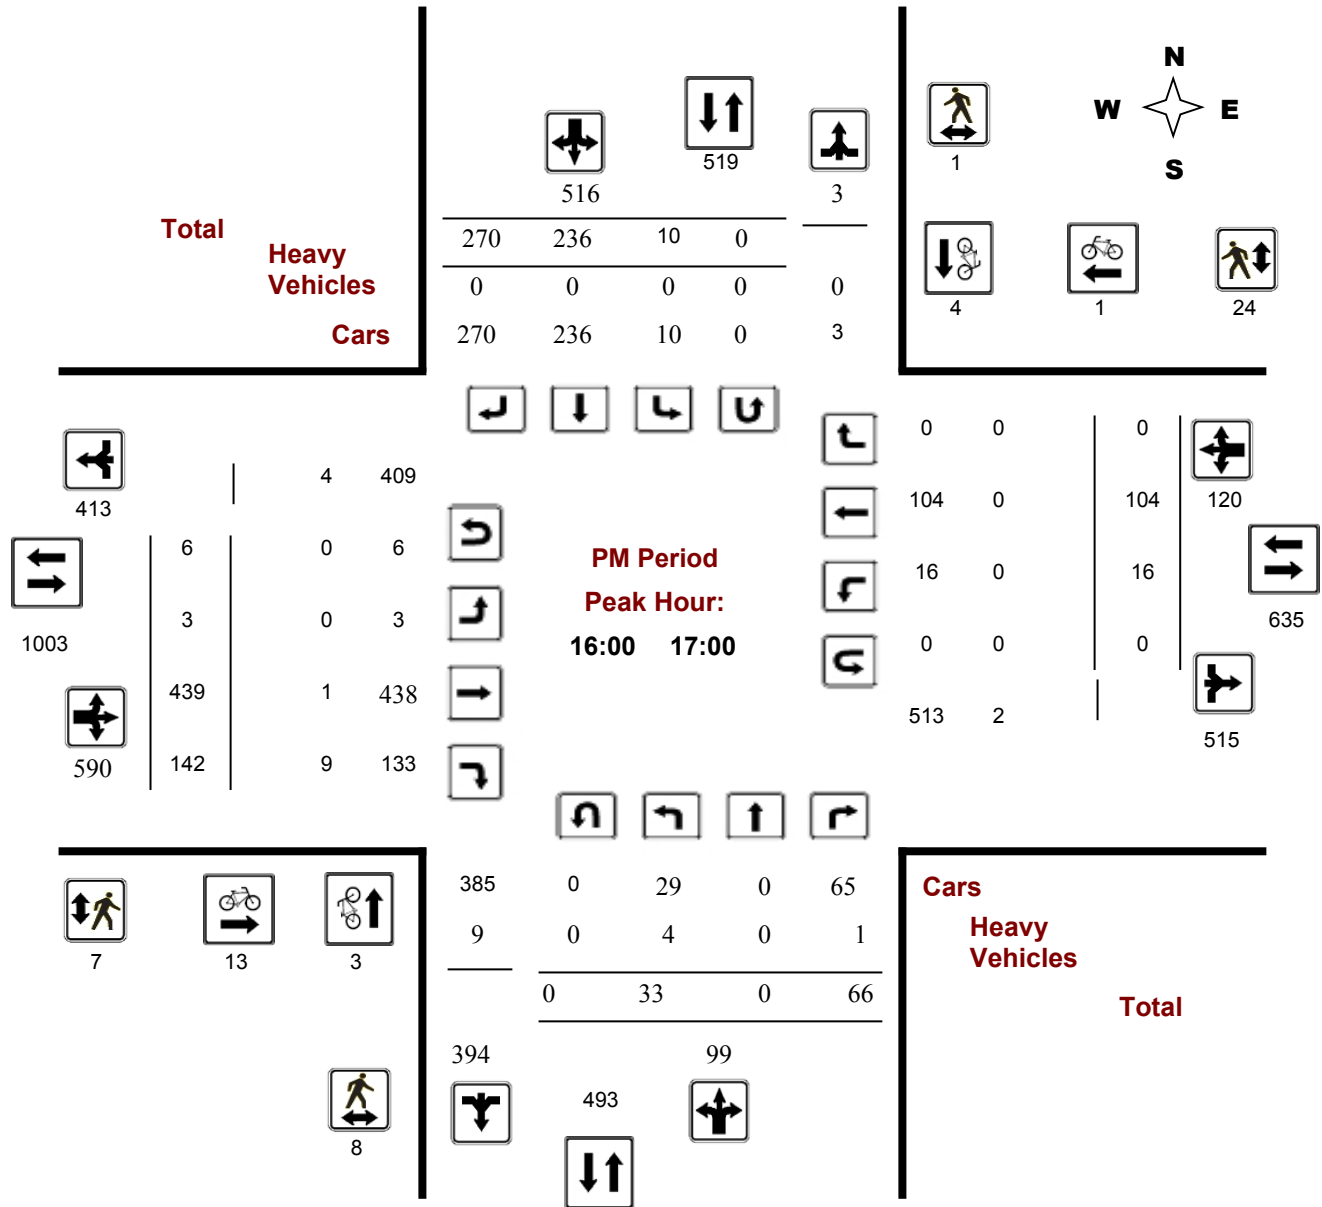 N
W E
S
519
1
516 3
Total
270 236 10 0
Heavy
Vehicles
0 0 0 0 0
4 1 24
Cars
270 236 10 0 3
0 0 0
4 409
413
104 0 104 120
6 0 6
PM Period
16 0 16
Peak Hour:
3 0 3
635
1003
16:00 17:00
0 0 0
439 1 438
513 2
515
590 142 9 133
385 0 29 0 65
Cars
9 0 4 0 1
Heavy
Vehicles
7 13 3
0 33 0 66
Total
394 99
493
8